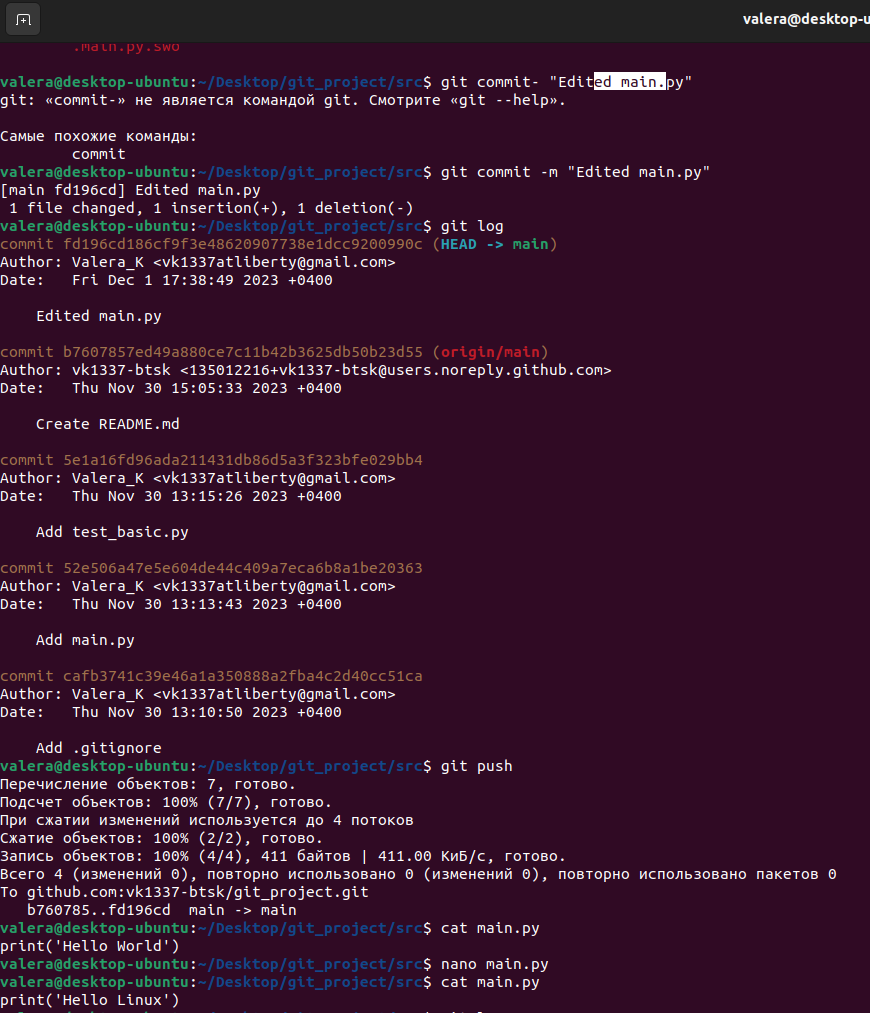 valera@desktop-u
.main.py.swo
valera@desktop-ubuntu:~/Desktop/git_project/src$ git commit- "Edited main.py"
git: «commit-» не является командой git. Смотрите «git --help».
Самые похожие команды:
commit
valera@desktop-ubuntu:~/Desktop/git_project/src$ git commit -m "Edited main.py"
[main fd196cd] Edited main.py
1 file changed, 1 insertion(+), 1 deletion(-)
valera@desktop-ubuntu:~/Desktop/git_project/src$ git log
commit fd196cd186cf9f3e48620907738e1dcc9200990c (HEAD -> main)
Author: Valera_K <vk1337atliberty@gmail.com>
Date:   Fri Dec 1 17:38:49 2023 +0400
Edited main.py
commit b7607857ed49a880ce7c11b42b3625db50b23d55 (origin/main)
Author: vk1337-btsk <135012216+vk1337-btsk@users.noreply.github.com>
Date:   Thu Nov 30 15:05:33 2023 +0400
Create README.md
commit 5e1a16fd96ada211431db86d5a3f323bfe029bb4
Author: Valera_K <vk1337atliberty@gmail.com>
Date:   Thu Nov 30 13:15:26 2023 +0400
Add test_basic.py
commit 52e506a47e5e604de44c409a7eca6b8a1be20363
Author: Valera_K <vk1337atliberty@gmail.com>
Date:   Thu Nov 30 13:13:43 2023 +0400
Add main.py
commit cafb3741c39e46a1a350888a2fba4c2d40cc51ca
Author: Valera_K <vk1337atliberty@gmail.com>
Date:   Thu Nov 30 13:10:50 2023 +0400
Add .gitignore
valera@desktop-ubuntu:~/Desktop/git_project/src$ git push
Перечисление объектов: 7, готово.
Подсчет объектов: 100% (7/7), готово.
При сжатии изменений используется до 4 потоков
Сжатие объектов: 100% (2/2), готово.
Запись объектов: 100% (4/4), 411 байтов | 411.00 КиБ/с, готово.
Всего 4 (изменений 0), повторно использовано 0 (изменений 0), повторно использовано пакетов 0
To github.com:vk1337-btsk/git_project.git
b760785..fd196cd  main -> main
valera@desktop-ubuntu:~/Desktop/git_project/src$ cat main.py
print('Hello World')
valera@desktop-ubuntu:~/Desktop/git_project/src$ nano main.py
valera@desktop-ubuntu:~/Desktop/git_project/src$ cat main.py
print('Hello Linux')